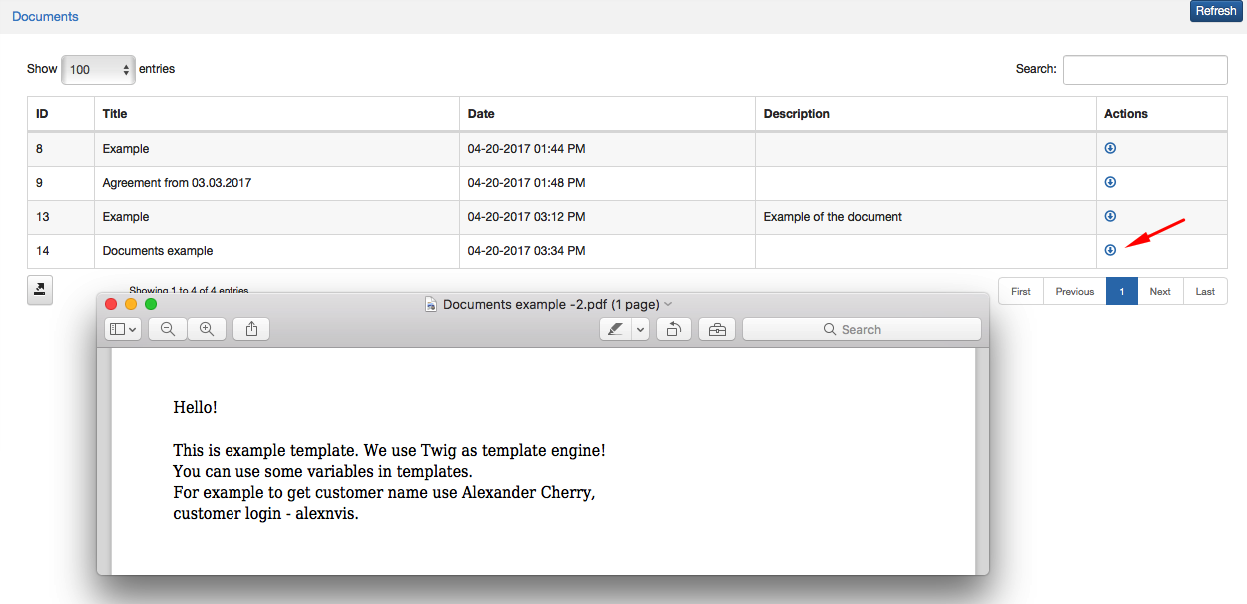 Documents
Refresh
Show 100 entries
Search:
ID Title Date Description Actions
8 Example 04-20-2017 01:44 PM
9 Agreement from 03.03.2017 04-20-2017 01:48 PM
13 Example 04-20-2017 03:12 PM Example of the document
14 Documents example 04-20-2017 03:34 PM
Showing 1 to 4 of 4 entries
First Previous 1 Next Last
Documents example -2.pdf (1 page)
Search
Hello!
This is example template. We use Twig as template engine!
You can use some variables in templates.
For example to get customer name use Alexander Cherry,
customer login - alexnvis.